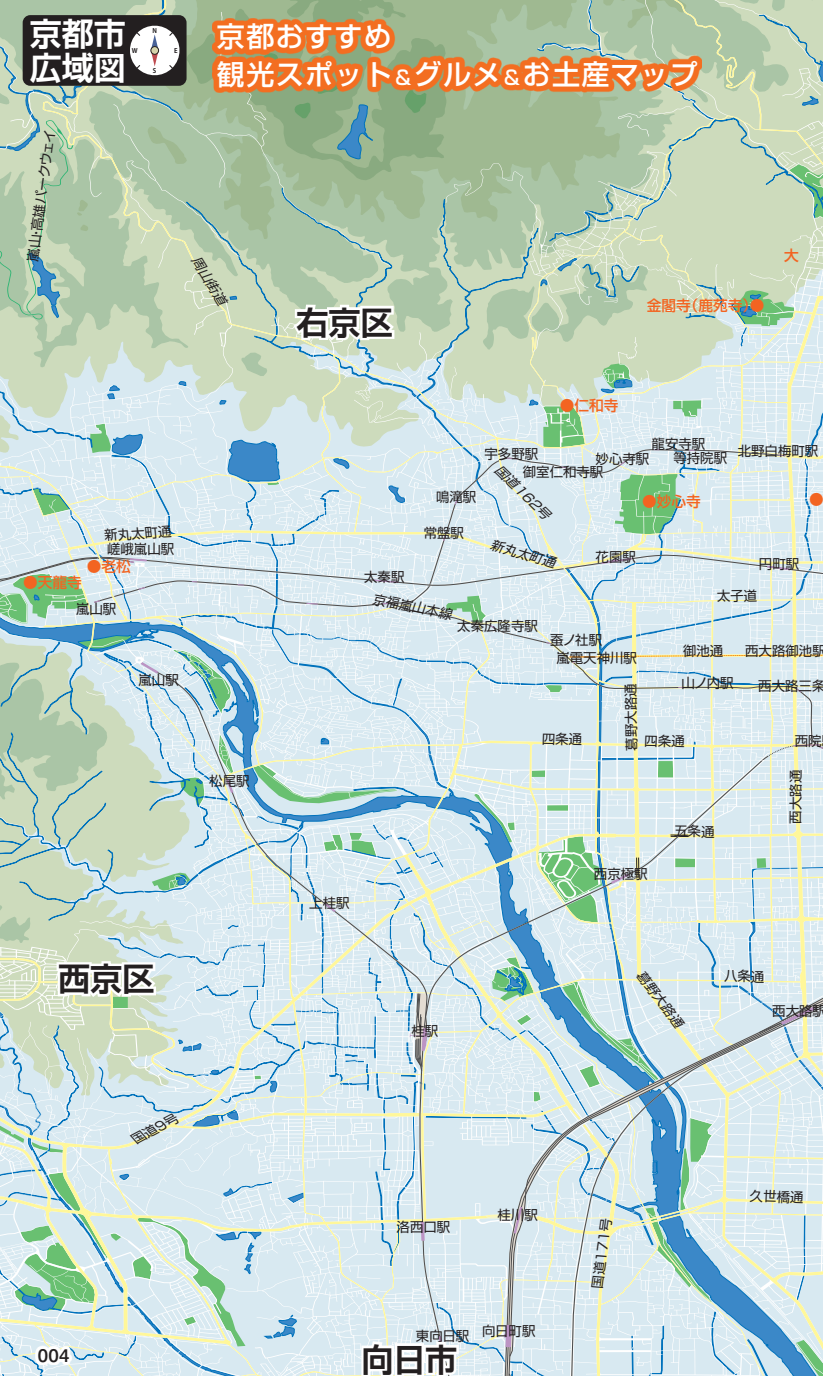 京都市
広域図
N
W
E
S
京都おすすめ
観光スポット&グルメ&お土産マップ
嵐山・高雄パークウェイ
周山街道
右京区
大
金閣寺(鹿苑寺)
仁和寺
宇多野駅
御室仁和寺駅
妙心寺駅
龍安寺駅
等持院駅
北野白梅町駅
国道162号
鳴滝駅
妙心寺
常盤駅
新丸太町通
新丸太町通
嵯峨嵐山駅
老松
天龍寺
嵐山駅
太秦駅
花園駅
円町駅
京福嵐山本線
太秦広隆寺駅
太子道
蚕ノ社駅
嵐電天神川駅
御池通
西大路御池駅
嵐山駅
山ノ内駅
西大路三条
葛野大路通
四条通
四条通
西院
松尾駅
西大路通
五条通
西京極駅
上桂駅
西京区
八条通
葛野大路通
西大路駅
桂駅
国道9号
久世橋通
桂川駅
洛西口駅
国道171号
東向日駅
向日町駅
向日市
004